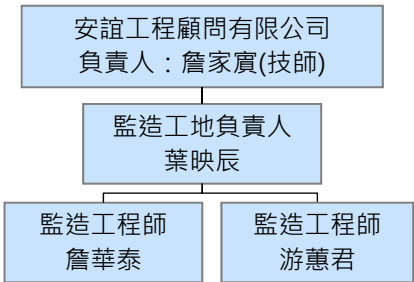 安誼工程顧問有限公司
負責人：詹家賔(技師)
監造工地負責人
葉映辰
監造工程師
詹華泰
監造工程師
游蕙君